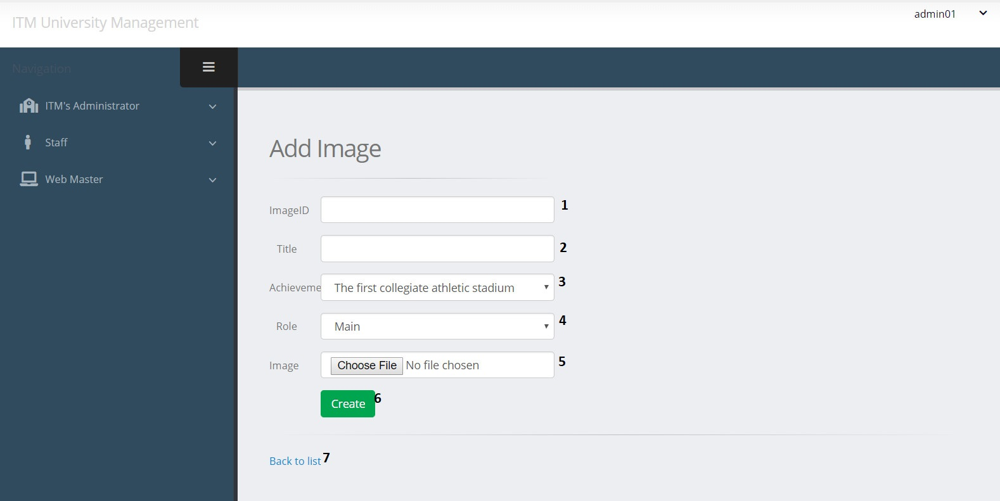 ITM University Management
admin01
Navigation
ITM's Administrator
Staff
Web Master
Add Image
ImageID 1
Title 2
Achieveme The first collegiate athletic stadium 3
Role Main 4
Image Choose File No file chosen 5
Create 6
Back to list 7